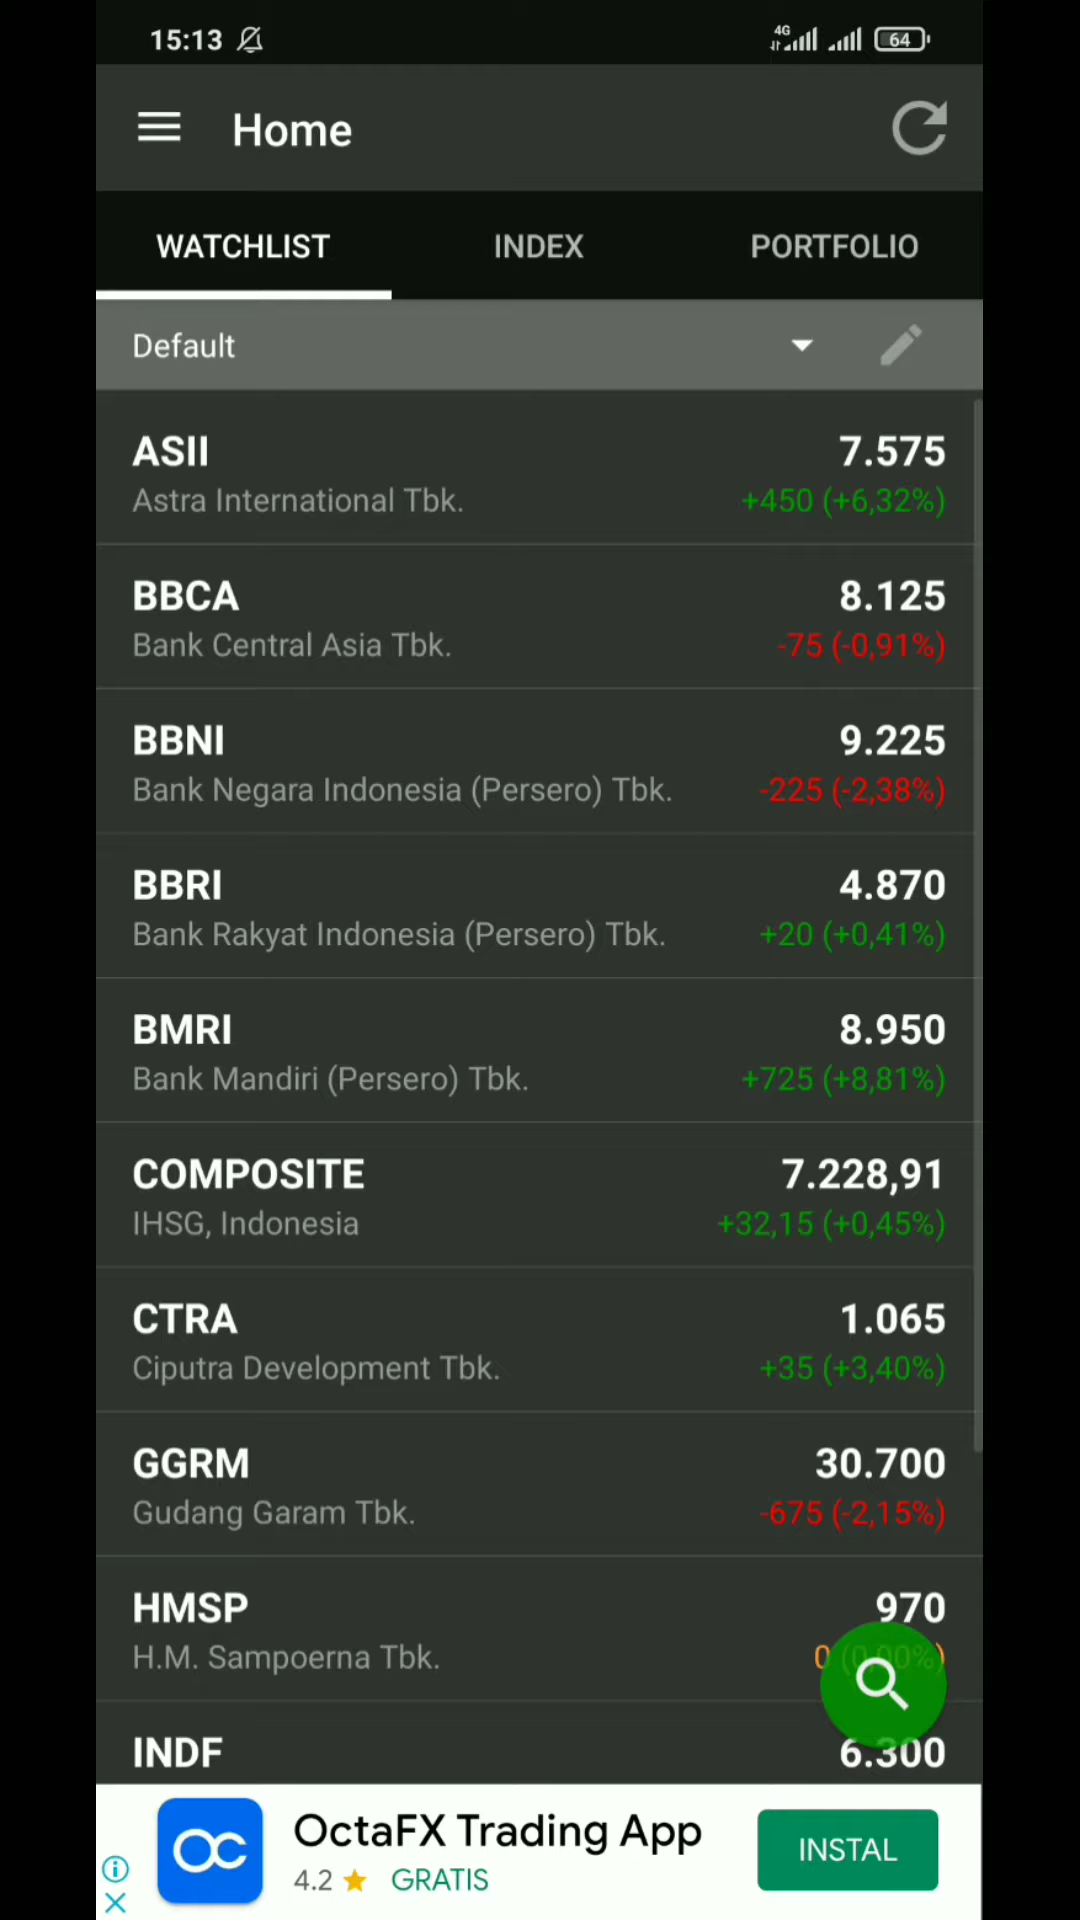 15:13 4G 64
Home
WATCHLIST INDEX PORTFOLIO
Default
ASII 7.575
Astra International Tbk. +450 (+6,32%)
BBCA 8.125
Bank Central Asia Tbk. -75 (-0,91%)
BBNI 9.225
Bank Negara Indonesia (Persero) Tbk. -225 (-2,38%)
BBRI 4.870
Bank Rakyat Indonesia (Persero) Tbk. +20 (+0,41%)
BMRI 8.950
Bank Mandiri (Persero) Tbk. +725 (+8,81%)
COMPOSITE 7.228,91
IHSG, Indonesia +32,15 (+0,45%)
CTRA 1.065
Ciputra Development Tbk. +35 (+3,40%)
GGRM 30.700
Gudang Garam Tbk. -675 (-2,15%)
HMSP 970
H.M. Sampoerna Tbk. 0 (0,00%)
INDF 6.300
OC OctaFX Trading App INSTAL
4.2 GRATIS